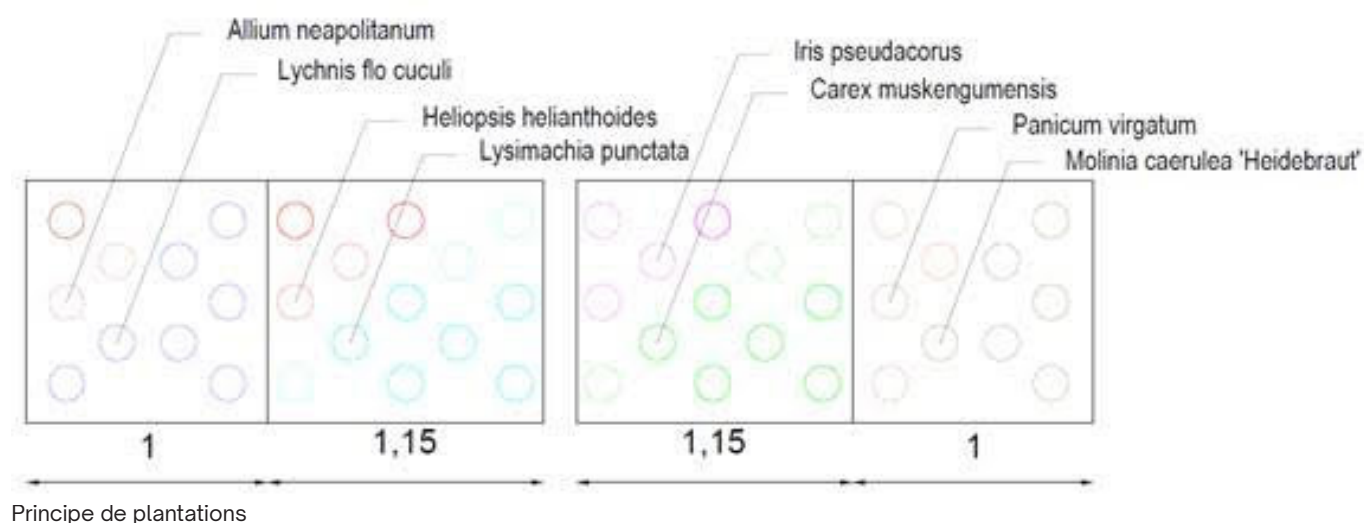 Allium neapolitanum
Lychnis flo cuculi
Heliopsis helianthoides
Lysimachia punctata
Iris pseudacorus
Carex muskengumensis
Panicum virgatum
Molinia caerulea 'Heidebraut'
1
1,15
1,15
1
Principe de plantations